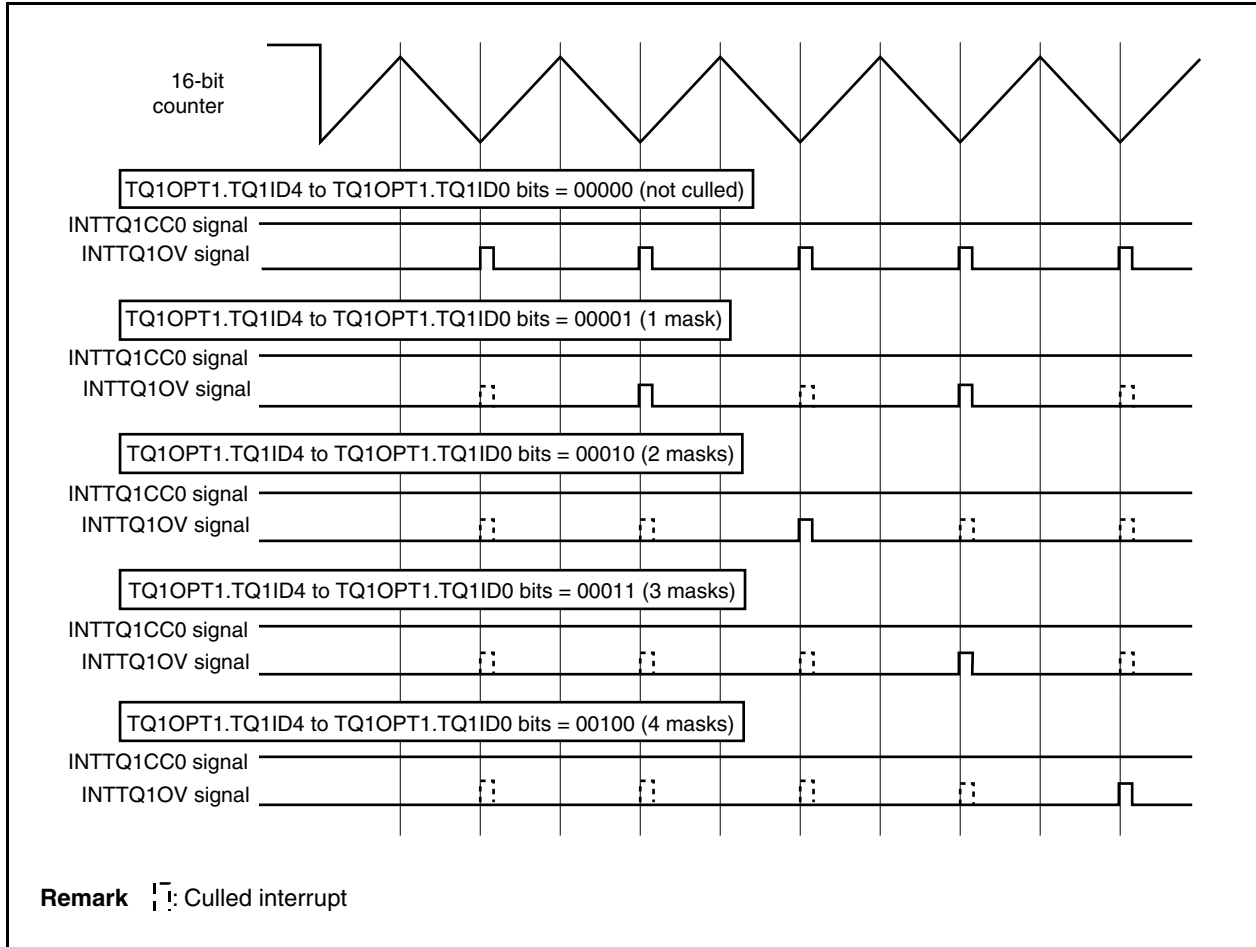 16-bit
counter
TQ1OPT1.TQ1ID4 to TQ1OPT1.TQ1ID0 bits = 00000 (not culled)
INTTQ1CC0 signal
INTTQ1OV signal
TQ1OPT1.TQ1ID4 to TQ1OPT1.TQ1ID0 bits = 00001 (1 mask)
INTTQ1CC0 signal
INTTQ1OV signal
TQ1OPT1.TQ1ID4 to TQ1OPT1.TQ1ID0 bits = 00010 (2 masks)
INTTQ1CC0 signal
INTTQ1OV signal
TQ1OPT1.TQ1ID4 to TQ1OPT1.TQ1ID0 bits = 00011 (3 masks)
INTTQ1CC0 signal
INTTQ1OV signal
TQ1OPT1.TQ1ID4 to TQ1OPT1.TQ1ID0 bits = 00100 (4 masks)
INTTQ1CC0 signal
INTTQ1OV signal
Remark : Culled interrupt